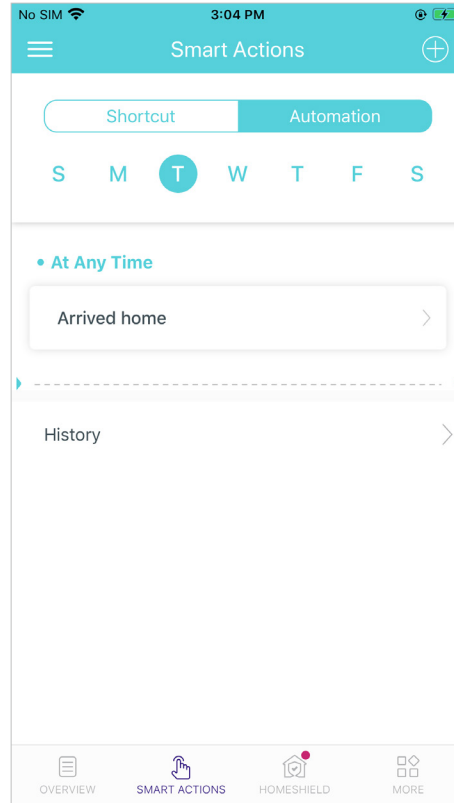 No SIM 3:04 PM
Smart Actions
Shortcut Automation
S M T W T F S
• At Any Time
Arrived home
History
OVERVIEW SMART ACTIONS HOMESHIELD MORE